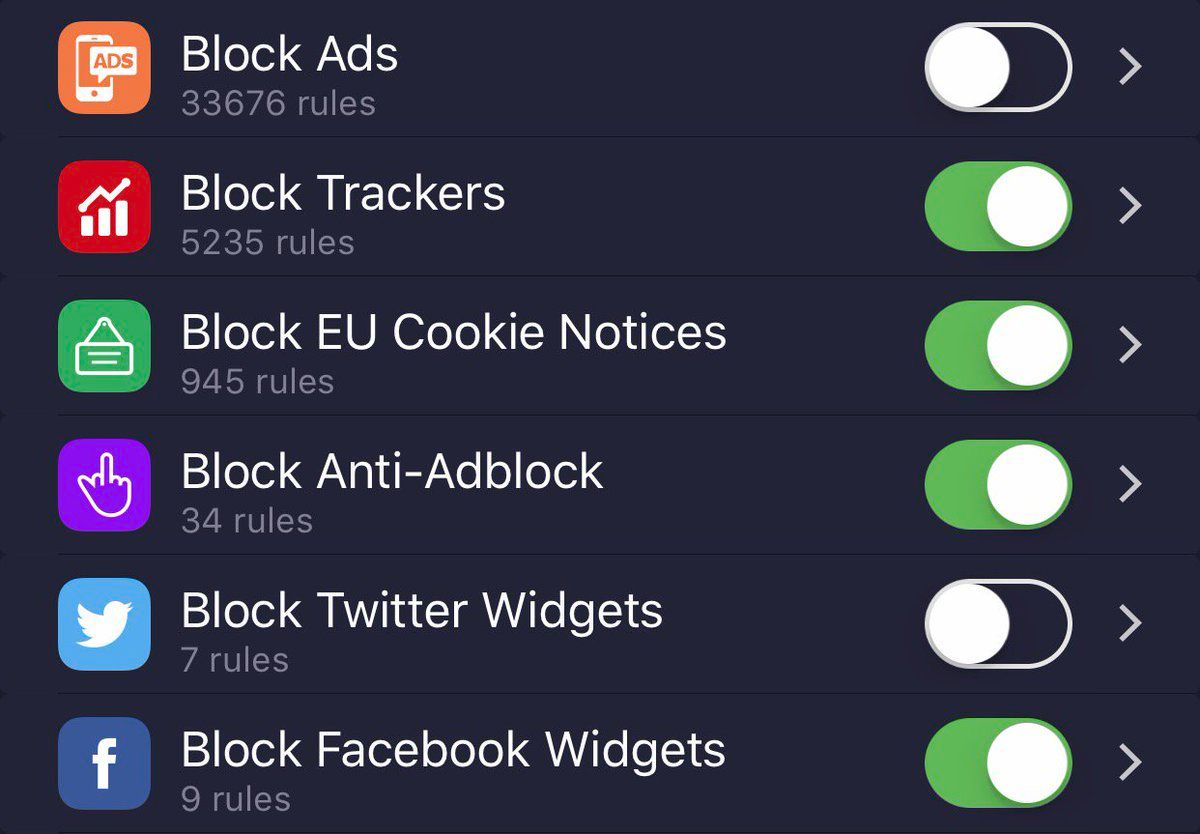 ADS
Block Ads
33676 rules
Block Trackers
5235 rules
Block EU Cookie Notices
945 rules
Block Anti-Adblock
34 rules
Block Twitter Widgets
7 rules
f
Block Facebook Widgets
9 rules